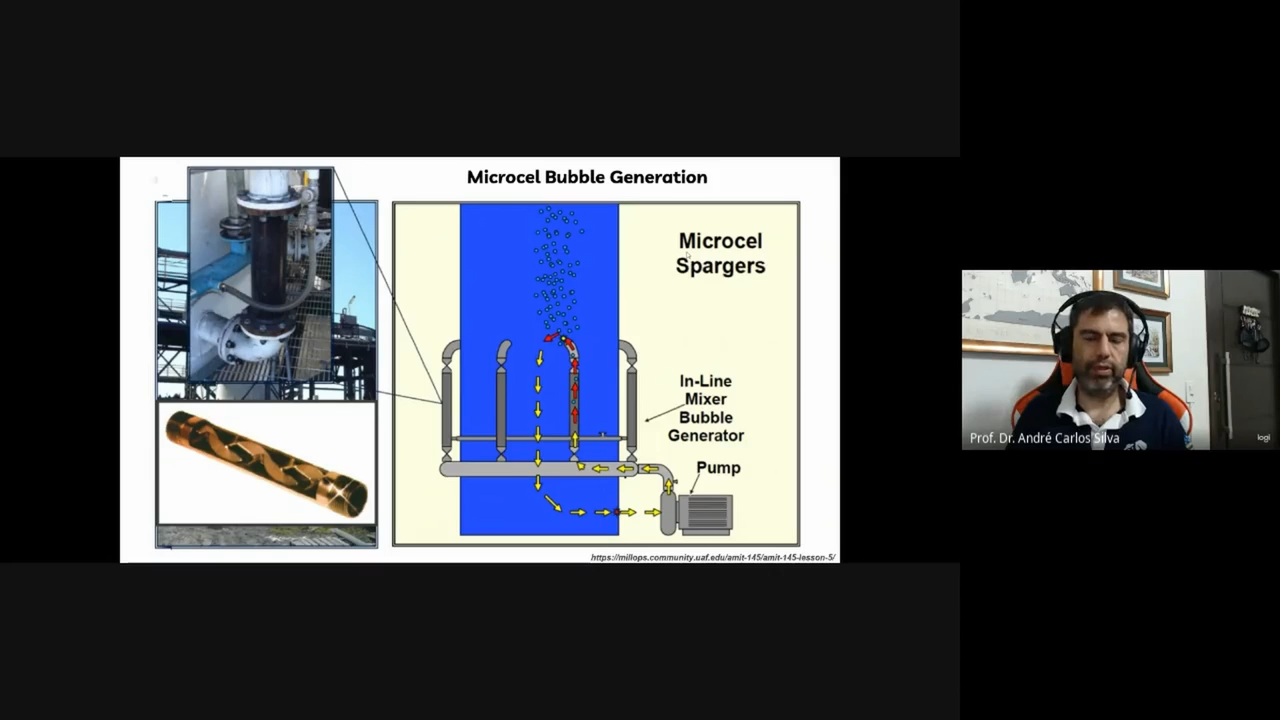 Microcel Bubble Generation
Microcel
Spargers
In-Line
Mixer
Bubble
Generator
Pump
https://millops.community.uaf.edu/amit-145/amit-145-lesson-5/
Prof. Dr. André Carlos Silva
logi